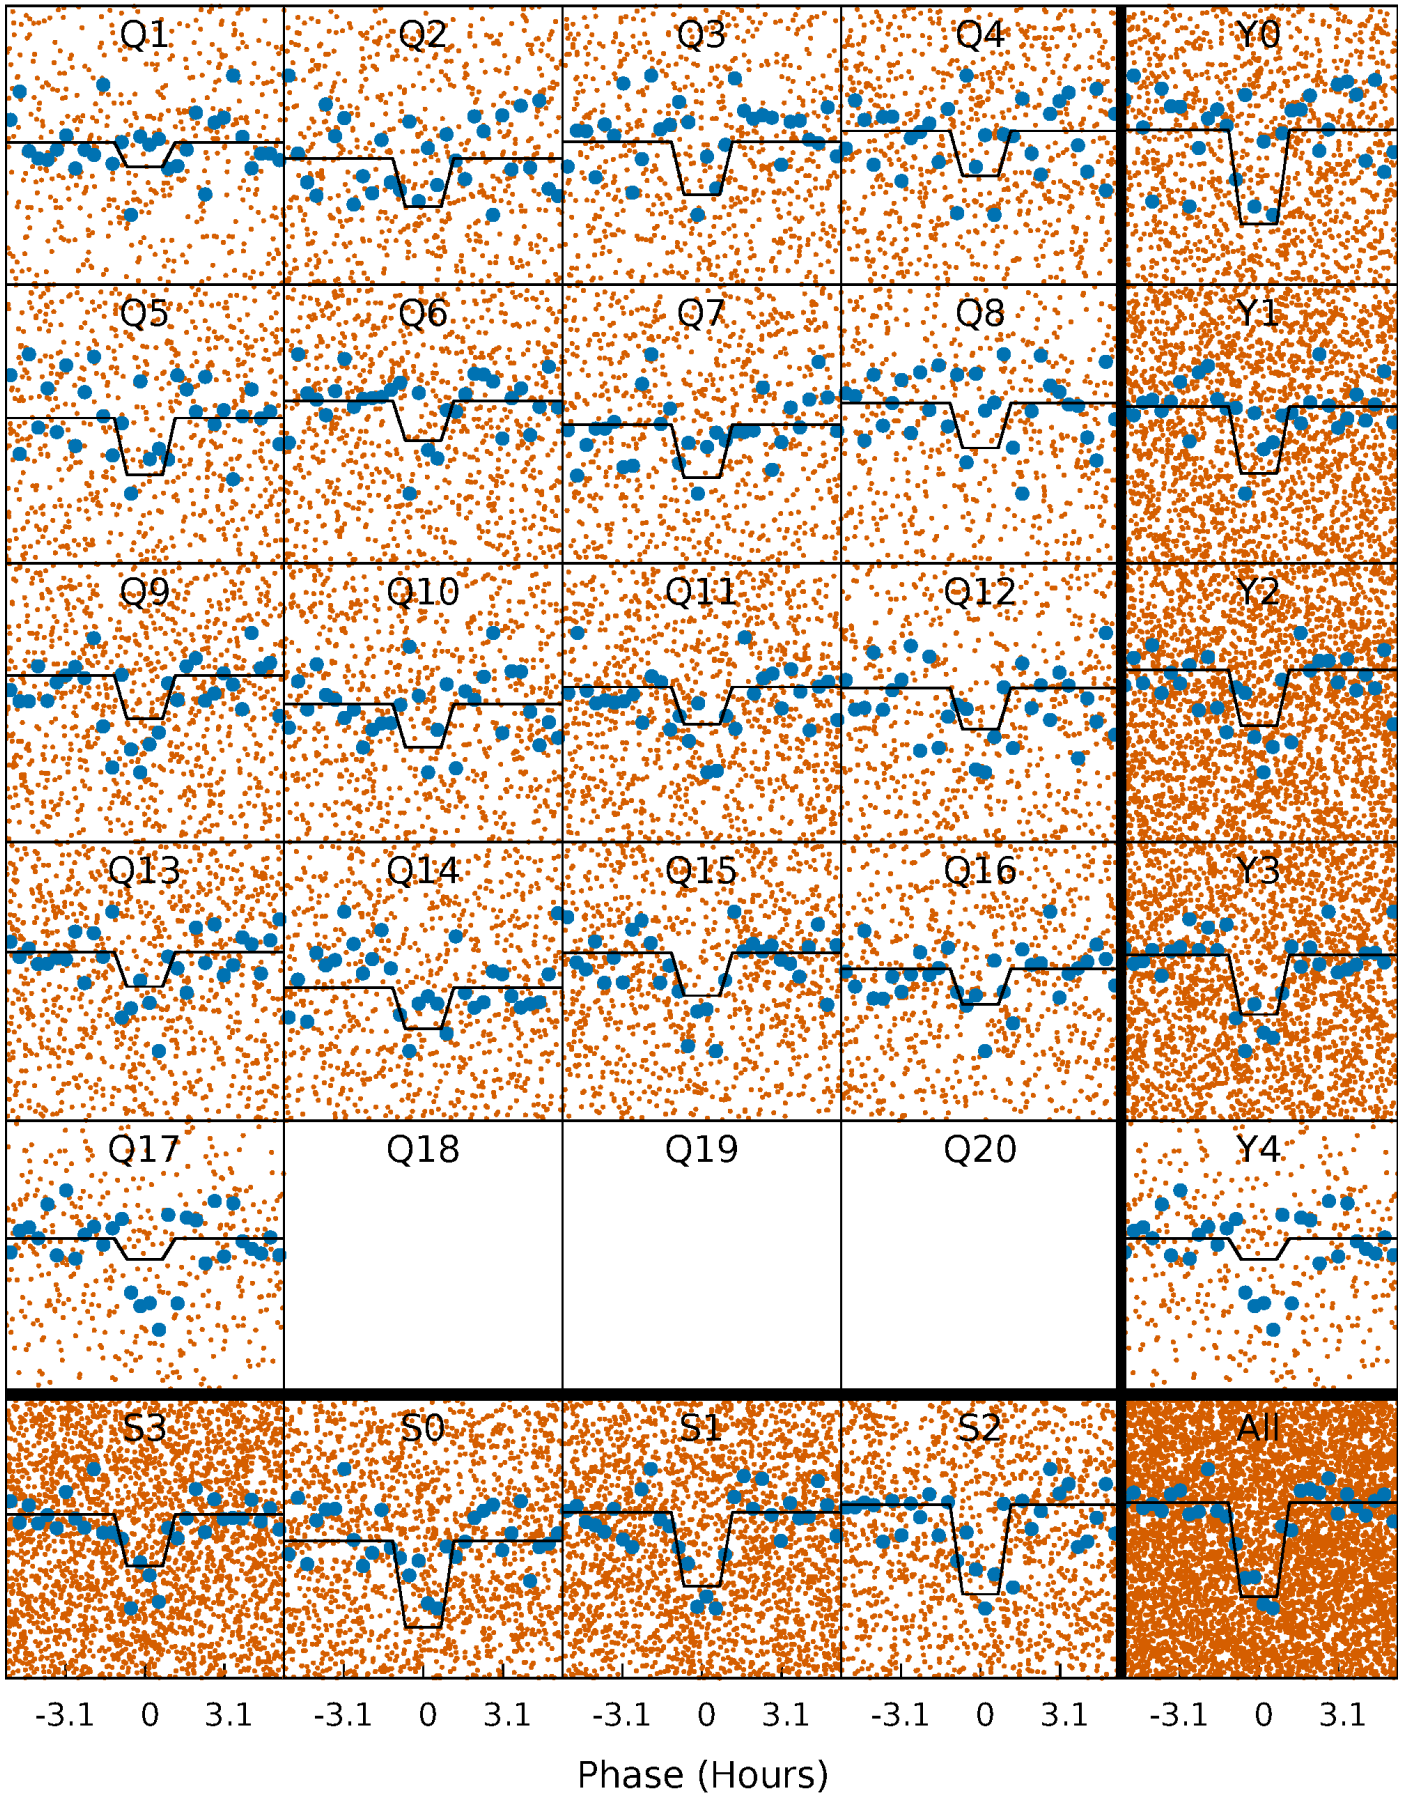 Q1 Q2 Q3 Q4 Y0
Q5 Q6 Q7 Q8 Y1
Q9 Q10 Q11 Q12 Y2
Q13 Q14 Q15 Q16 Y3
Q17 Q18 Q19 Q20 Y4
S3 S0 S1 S2 All
-3.1 0 3.1 -3.1 0 3.1 -3.1 0 3.1 -3.1 0 3.1 -3.1 0 3.1
Phase (Hours)